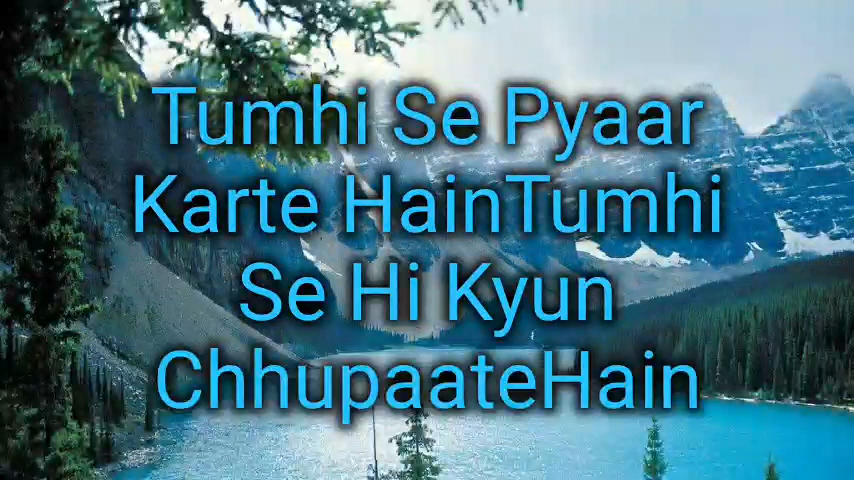 Tumhi Se Pyaar
Karte HainTumhi
Se Hi Kyun
ChhupaateHain